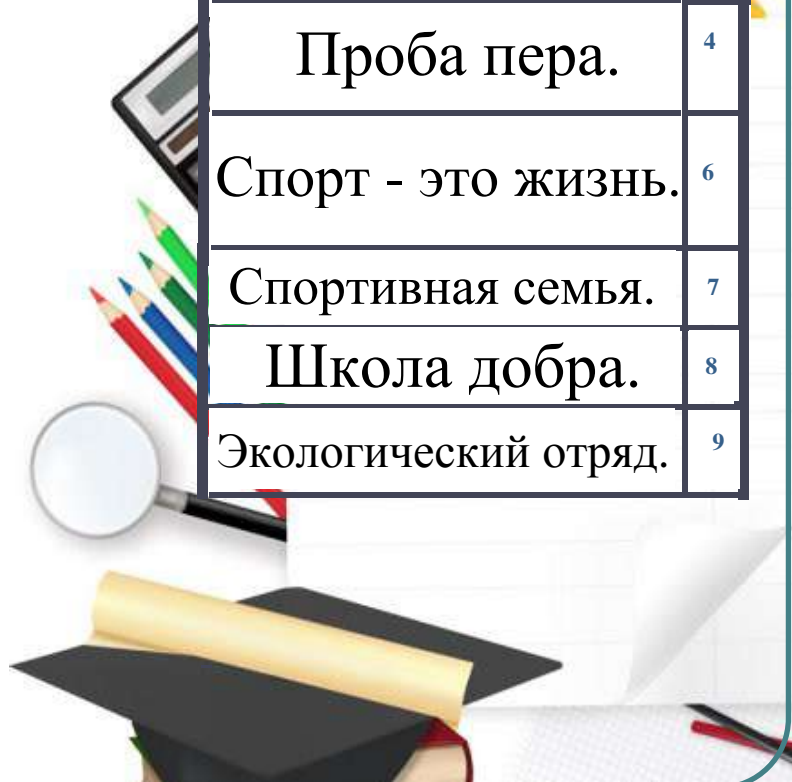 Проба пера. 4
Спорт - это жизнь. 6
Спортивная семья. 7
Школа добра. 8
Экологический отряд. 9